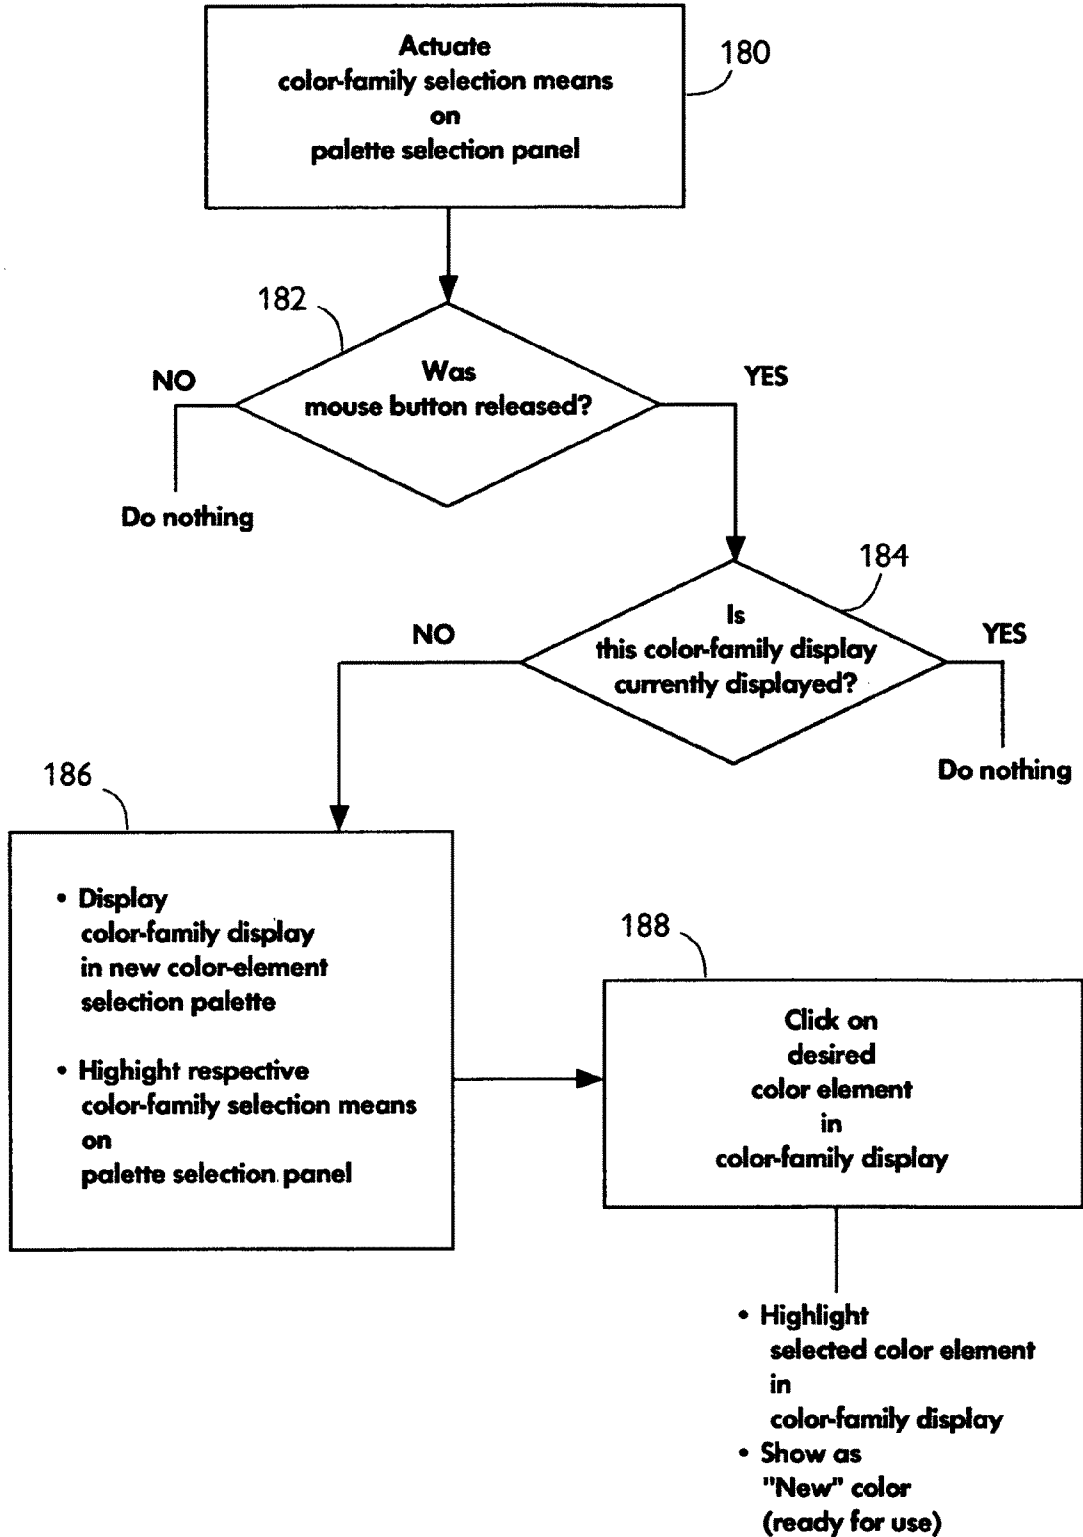 Actuate
color-family selection means
on
palette selection panel
180
182
Was
mouse button released?
NO
YES
Do nothing
184
Is
this color-family display
currently displayed?
NO
YES
Do nothing
186
• Display
color-family display
in new color-element
selection palette
• Highight respective
color-family selection means
on
palette selection panel
188
Click on
desired
color element
in
color-family display
• Highlight
selected color element
in
color-family display
• Show as
"New" color
(ready for use)